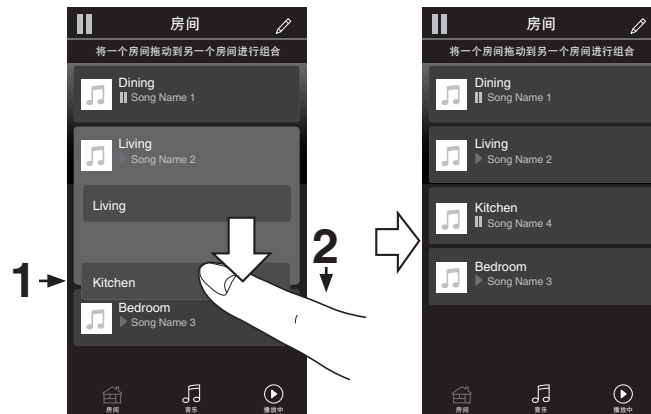 房间
将一个房间拖动到另一个房间进行组合
Dining
Song Name 1
Living
Song Name 2
Living
Kitchen
Bedroom
Song Name 3
房间
音乐
播放中
1
2
房间
将一个房间拖动到另一个房间进行组合
Dining
Song Name 1
Living
Song Name 2
Kitchen
Song Name 4
Bedroom
Song Name 3
房间
音乐
播放中